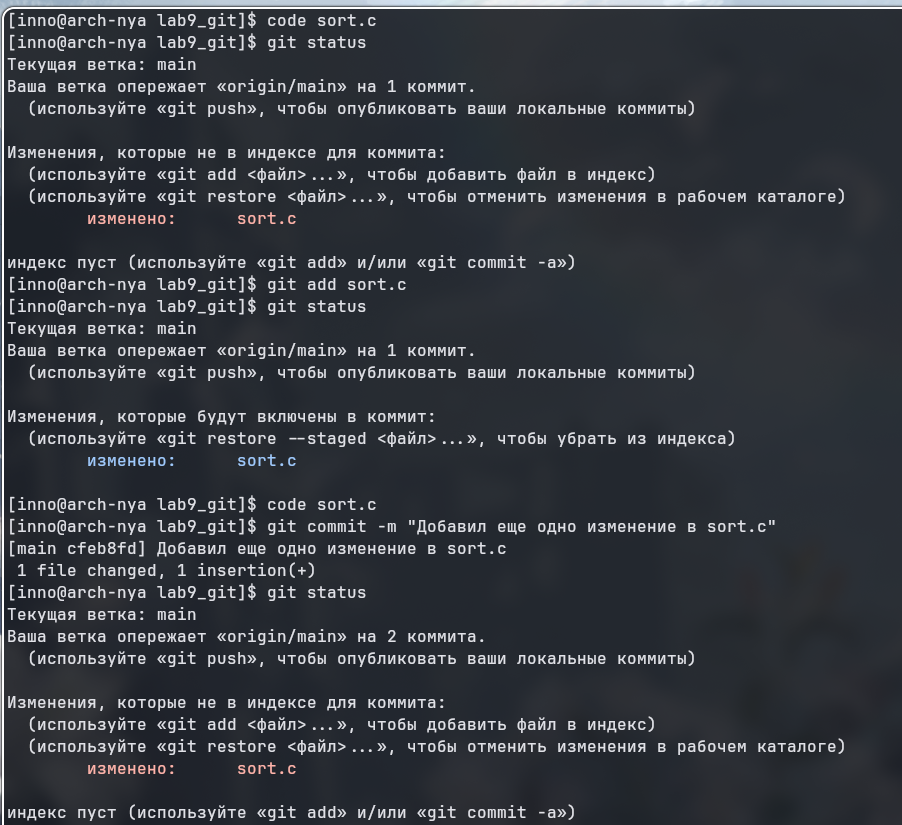 [inno@arch-nya lab9_git]$ code sort.c
[inno@arch-nya lab9_git]$ git status
Текущая ветка: main
Ваша ветка опережает «origin/main» на 1 коммит.
  (используйте «git push», чтобы опубликовать ваши локальные коммиты)

Изменения, которые не в индексе для коммита:
  (используйте «git add <файл>...», чтобы добавить файл в индекс)
  (используйте «git restore <файл>...», чтобы отменить изменения в рабочем каталоге)
        изменено:      sort.c

индекс пуст (используйте «git add» и/или «git commit -a»)
[inno@arch-nya lab9_git]$ git add sort.c
[inno@arch-nya lab9_git]$ git status
Текущая ветка: main
Ваша ветка опережает «origin/main» на 1 коммит.
  (используйте «git push», чтобы опубликовать ваши локальные коммиты)

Изменения, которые будут включены в коммит:
  (используйте «git restore --staged <файл>...», чтобы убрать из индекса)
        изменено:      sort.c

[inno@arch-nya lab9_git]$ code sort.c
[inno@arch-nya lab9_git]$ git commit -m "Добавил еще одно изменение в sort.c"
[main cfeb8fd] Добавил еще одно изменение в sort.c
 1 file changed, 1 insertion(+)
[inno@arch-nya lab9_git]$ git status
Текущая ветка: main
Ваша ветка опережает «origin/main» на 2 коммита.
  (используйте «git push», чтобы опубликовать ваши локальные коммиты)

Изменения, которые не в индексе для коммита:
  (используйте «git add <файл>...», чтобы добавить файл в индекс)
  (используйте «git restore <файл>...», чтобы отменить изменения в рабочем каталоге)
        изменено:      sort.c

индекс пуст (используйте «git add» и/или «git commit -a»)